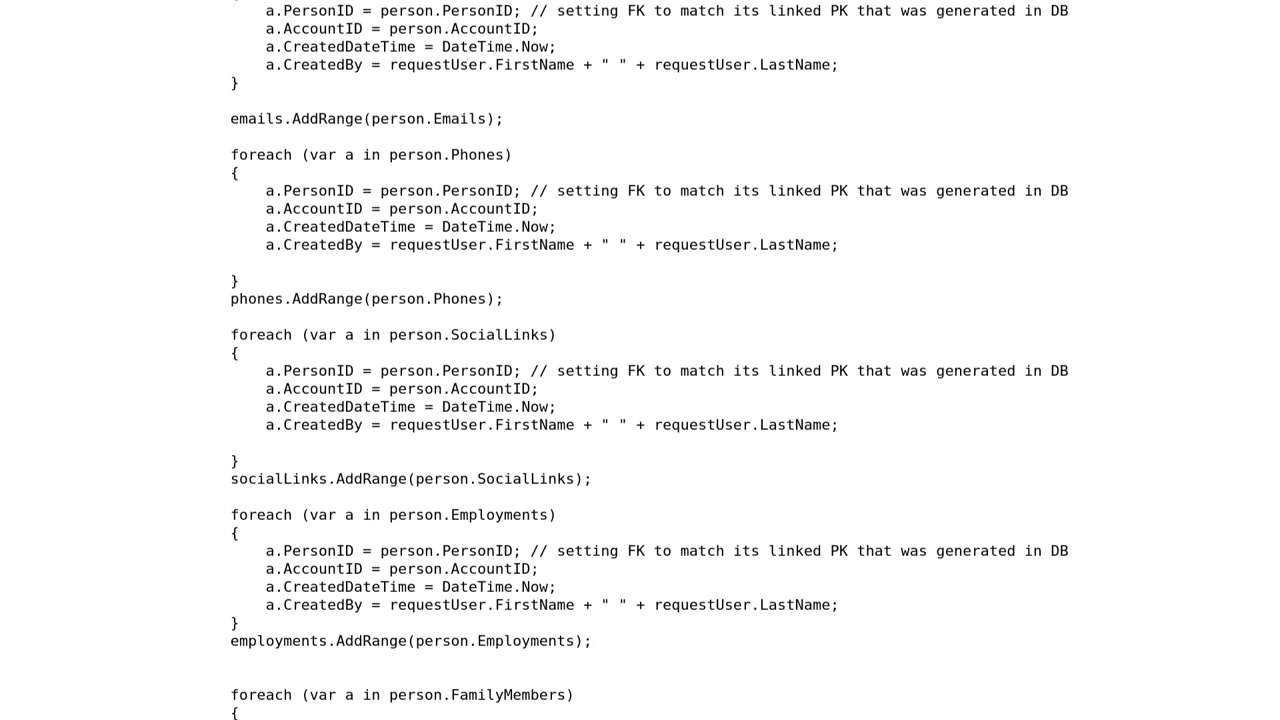 {
    a.PersonID = person.PersonID; // setting FK to match its linked PK that was generated in DB
    a.AccountID = person.AccountID;
    a.CreatedDateTime = DateTime.Now;
    a.CreatedBy = requestUser.FirstName + " " + requestUser.LastName;
}

emails.AddRange(person.Emails);

foreach (var a in person.Phones)
{
    a.PersonID = person.PersonID; // setting FK to match its linked PK that was generated in DB
    a.AccountID = person.AccountID;
    a.CreatedDateTime = DateTime.Now;
    a.CreatedBy = requestUser.FirstName + " " + requestUser.LastName;

}
phones.AddRange(person.Phones);

foreach (var a in person.SocialLinks)
{
    a.PersonID = person.PersonID; // setting FK to match its linked PK that was generated in DB
    a.AccountID = person.AccountID;
    a.CreatedDateTime = DateTime.Now;
    a.CreatedBy = requestUser.FirstName + " " + requestUser.LastName;

}
socialLinks.AddRange(person.SocialLinks);

foreach (var a in person.Employments)
{
    a.PersonID = person.PersonID; // setting FK to match its linked PK that was generated in DB
    a.AccountID = person.AccountID;
    a.CreatedDateTime = DateTime.Now;
    a.CreatedBy = requestUser.FirstName + " " + requestUser.LastName;
}
employments.AddRange(person.Employments);


foreach (var a in person.FamilyMembers)
{